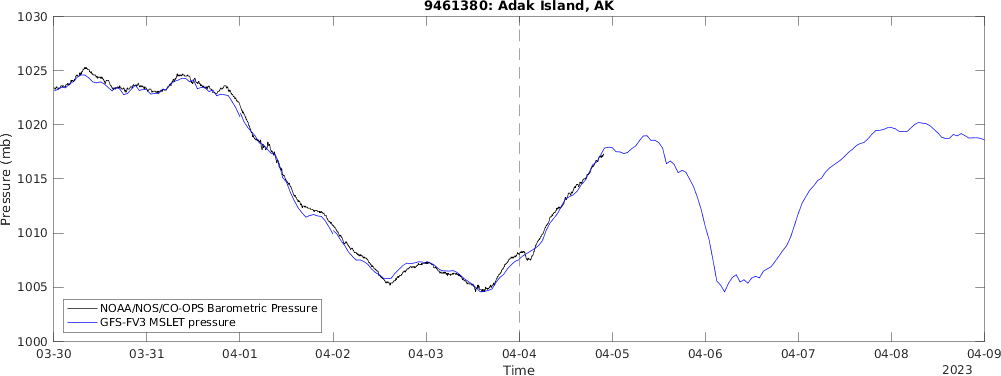 9461380: Adak Island, AK
1030
1025
1020
1015
1010
1005
1000
Pressure (mb)
NOAA/NOS/CO-OPS Barometric Pressure
GFS-FV3 MSLET pressure
03-30 03-31 04-01 04-02 04-03 04-04 04-05 04-06 04-07 04-08 04-09
Time
2023